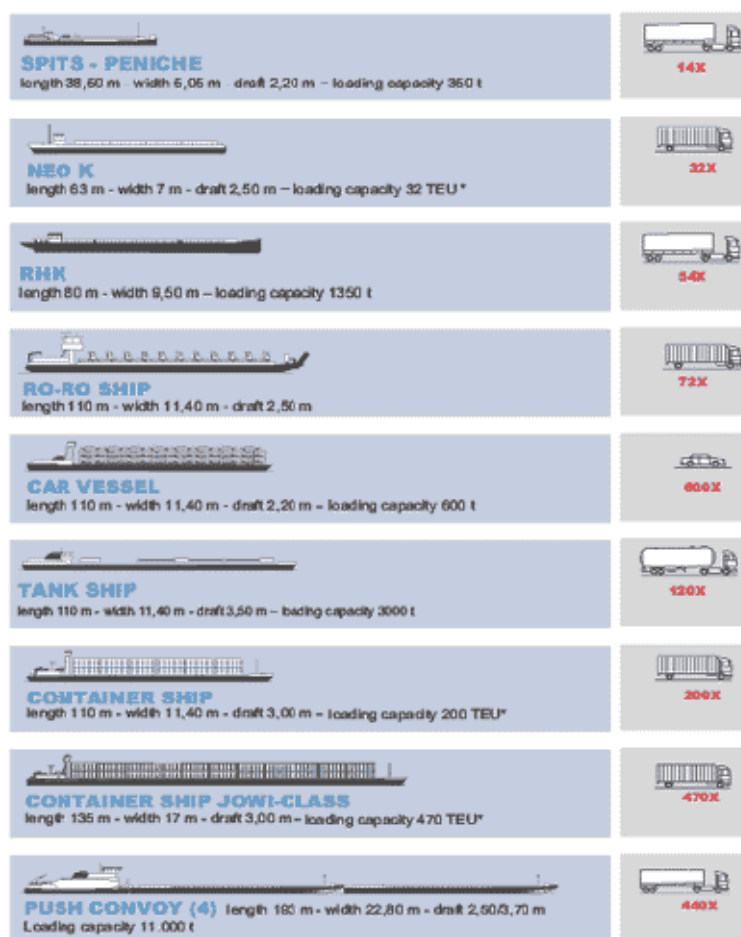 SPITS - PENICHE
length 38,60 m - width 5,05 m - draft 2,20 m – loading capacity 350 t
14X
NEO K
length 63 m - width 7 m - draft 2,50 m – loading capacity 32 TEU *
32X
RHK
length 80 m - width 9,50 m – loading capacity 1350 t
54X
RO-RO SHIP
length 110 m - width 11,40 m - draft 2,50 m
72X
CAR VESSEL
length 110 m - width 11,40 m - draft 2,20 m – loading capacity 600 t
600X
TANK SHIP
length 110 m - width 11,40 m - draft 3,50 m – loading capacity 3000 t
120X
CONTAINER SHIP
length 110 m - width 11,40 m - draft 3,00 m – loading capacity 200 TEU*
200X
CONTAINER SHIP JOWI-CLASS
length 135 m - width 17 m - draft 3,00 m – loading capacity 470 TEU*
470X
PUSH CONVOY (4) length 193 m - width 22,80 m - draft 2,50/3,70 m
Loading capacity 11.000 t
440X